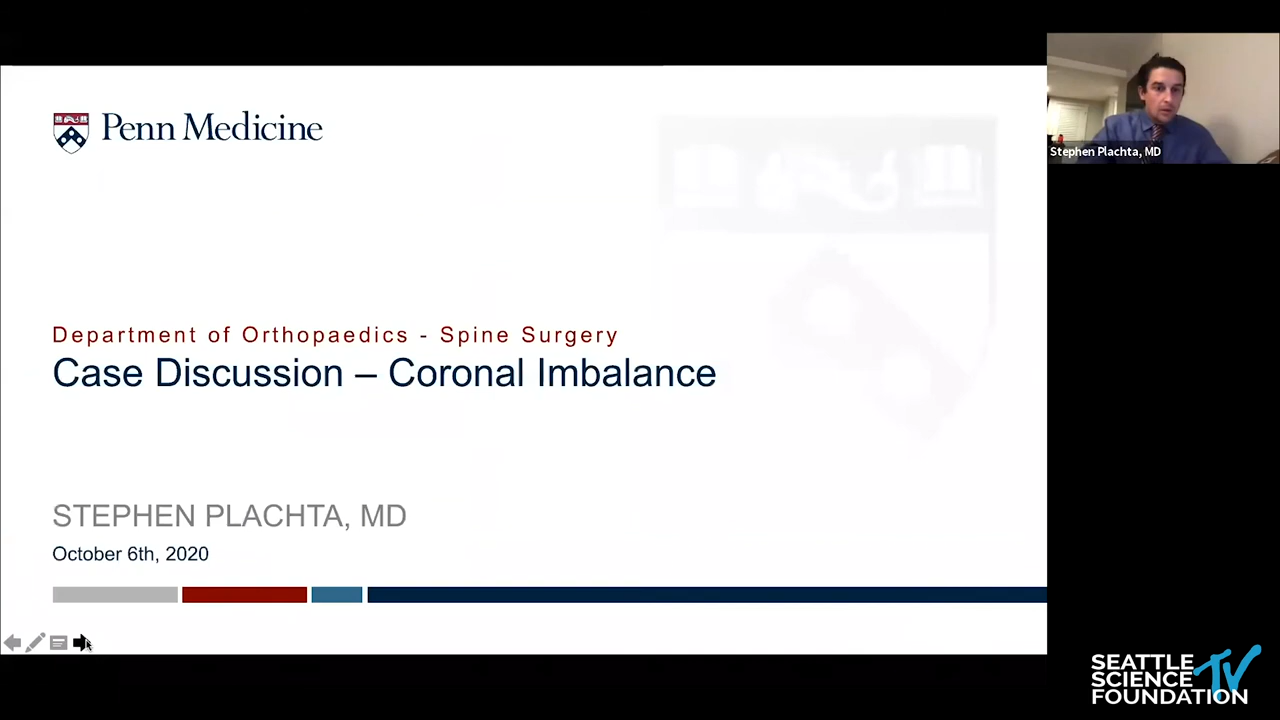 Penn Medicine
Stephen Plachta, MD
Department of Orthopaedics - Spine Surgery
Case Discussion – Coronal Imbalance
STEPHEN PLACHTA, MD
October 6th, 2020
SEATTLE
SCIENCE
FOUNDATION
TV